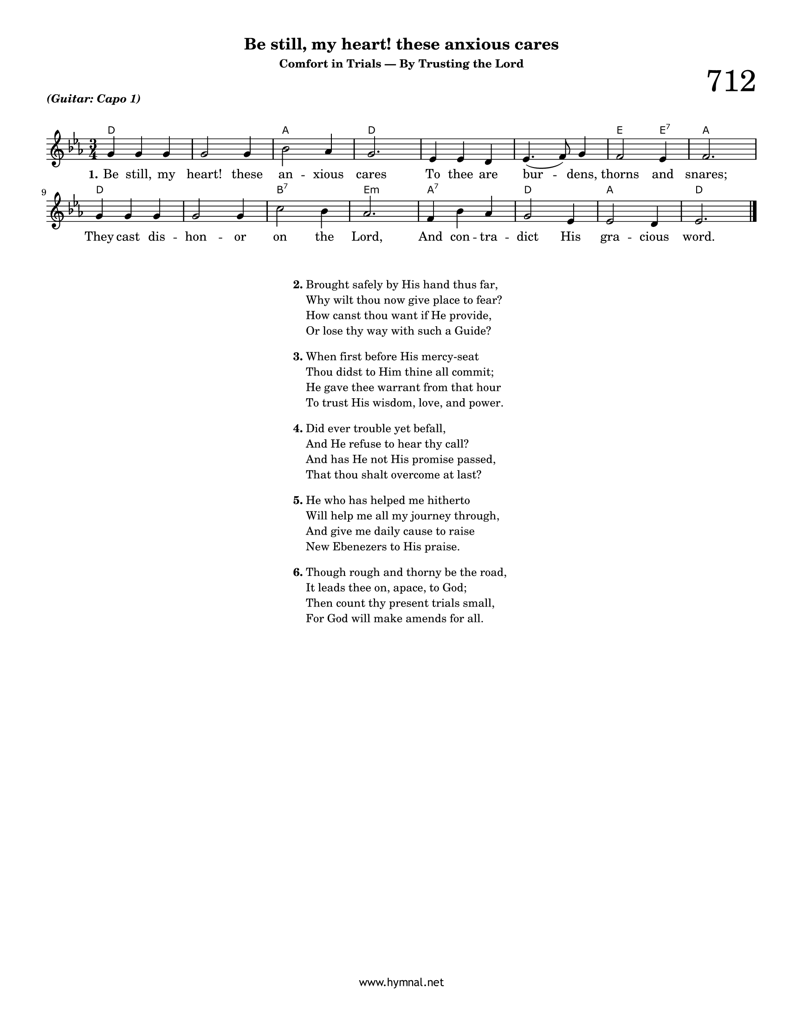 Be still, my heart! these anxious cares
Comfort in Trials — By Trusting the Lord
712
(Guitar: Capo 1)
D A D E E7 A
3
4
1. Be still, my heart! these an - xious cares To thee are bur - dens, thorns and snares;
9
D B7 Em A7 D A D
They cast dis - hon - or on the Lord, And con - tra - dict His gra - cious word.
2. Brought safely by His hand thus far,
Why wilt thou now give place to fear?
How canst thou want if He provide,
Or lose thy way with such a Guide?
3. When first before His mercy-seat
Thou didst to Him thine all commit;
He gave thee warrant from that hour
To trust His wisdom, love, and power.
4. Did ever trouble yet befall,
And He refuse to hear thy call?
And has He not His promise passed,
That thou shalt overcome at last?
5. He who has helped me hitherto
Will help me all my journey through,
And give me daily cause to raise
New Ebenezers to His praise.
6. Though rough and thorny be the road,
It leads thee on, apace, to God;
Then count thy present trials small,
For God will make amends for all.
www.hymnal.net